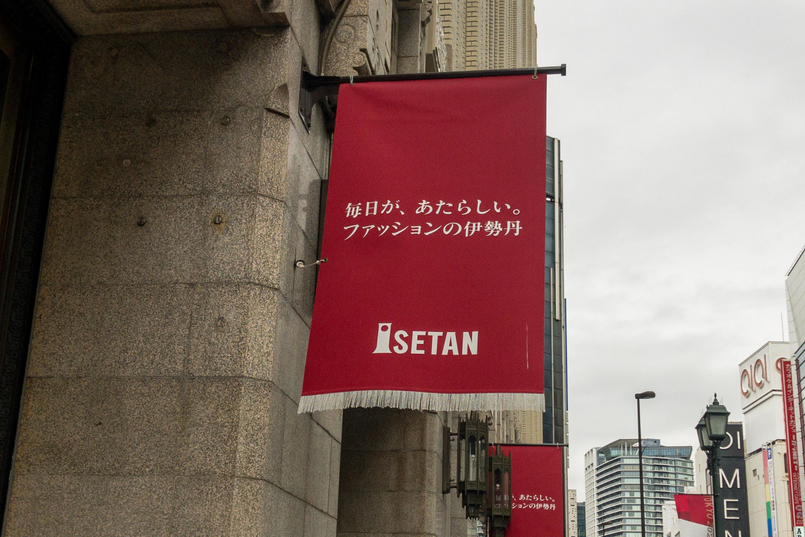 毎日が、あたらしい。
ファッションの伊勢丹
ISETAN
、あたらしい。
ションの伊勢丹
OIOI
OI
MEN